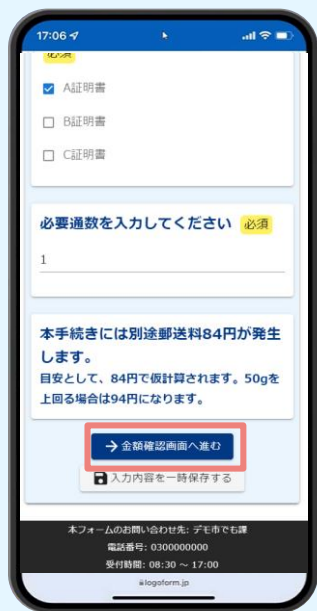 17:06
必須
A証明書
B証明書
C証明書
必要通数を入力してください 必須
1
本手続きには別途郵送料84円が発生
します。
目安として、84円で仮計算されます。50gを
上回る場合は94円になります。
→ 金額確認画面へ進む
入力内容を一時保存する
本フォームのお問い合わせ先: デモ市でも課
電話番号: 0300000000
受付時間: 08:30 ～ 17:00
logoform.jp